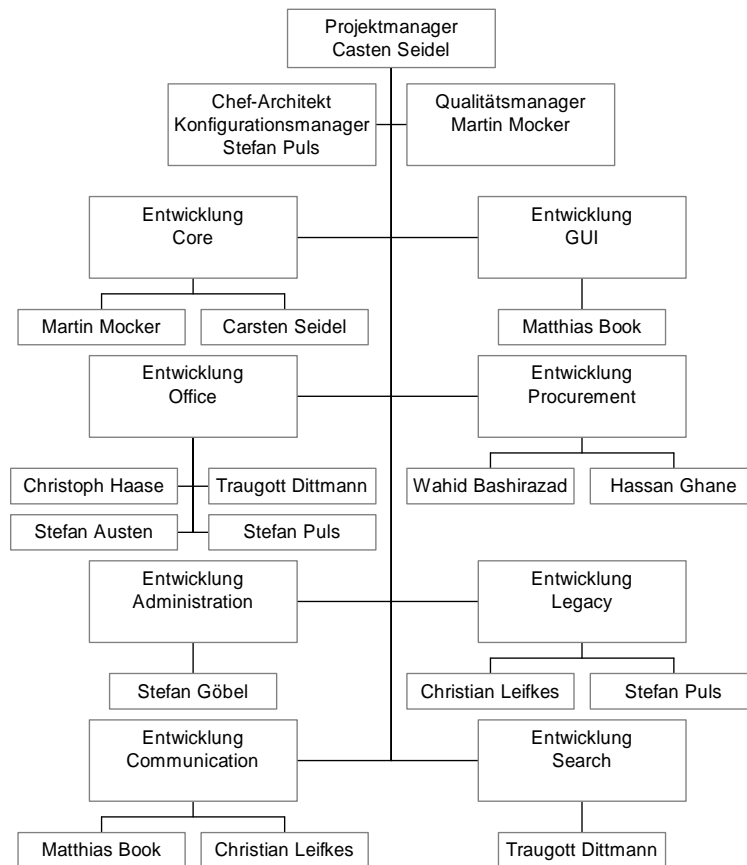 Projektmanager
Casten Seidel
Chef-Architekt
Konfigurationsmanager
Stefan Puls
Qualitätsmanager
Martin Mocker
Entwicklung
Core
Entwicklung
GUI
Martin Mocker
Carsten Seidel
Matthias Book
Entwicklung
Office
Entwicklung
Procurement
Christoph Haase
Traugott Dittmann
Wahid Bashirazad
Hassan Ghane
Stefan Austen
Stefan Puls
Entwicklung
Administration
Entwicklung
Legacy
Stefan Göbel
Christian Leifkes
Stefan Puls
Entwicklung
Communication
Entwicklung
Search
Matthias Book
Christian Leifkes
Traugott Dittmann